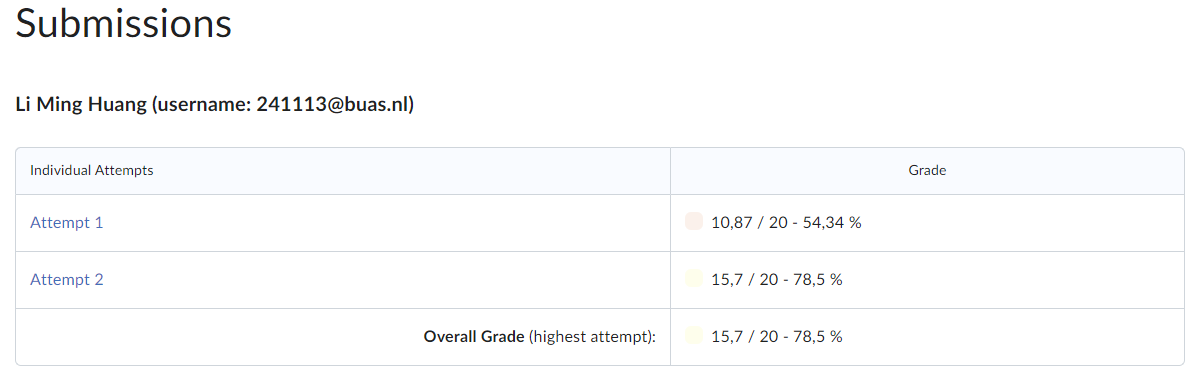 Submissions
Li Ming Huang (username: 241113@buas.nl)
Individual Attempts Grade
Attempt 1 10,87 / 20 - 54,34 %
Attempt 2 15,7 / 20 - 78,5 %
Overall Grade (highest attempt): 15,7 / 20 - 78,5 %